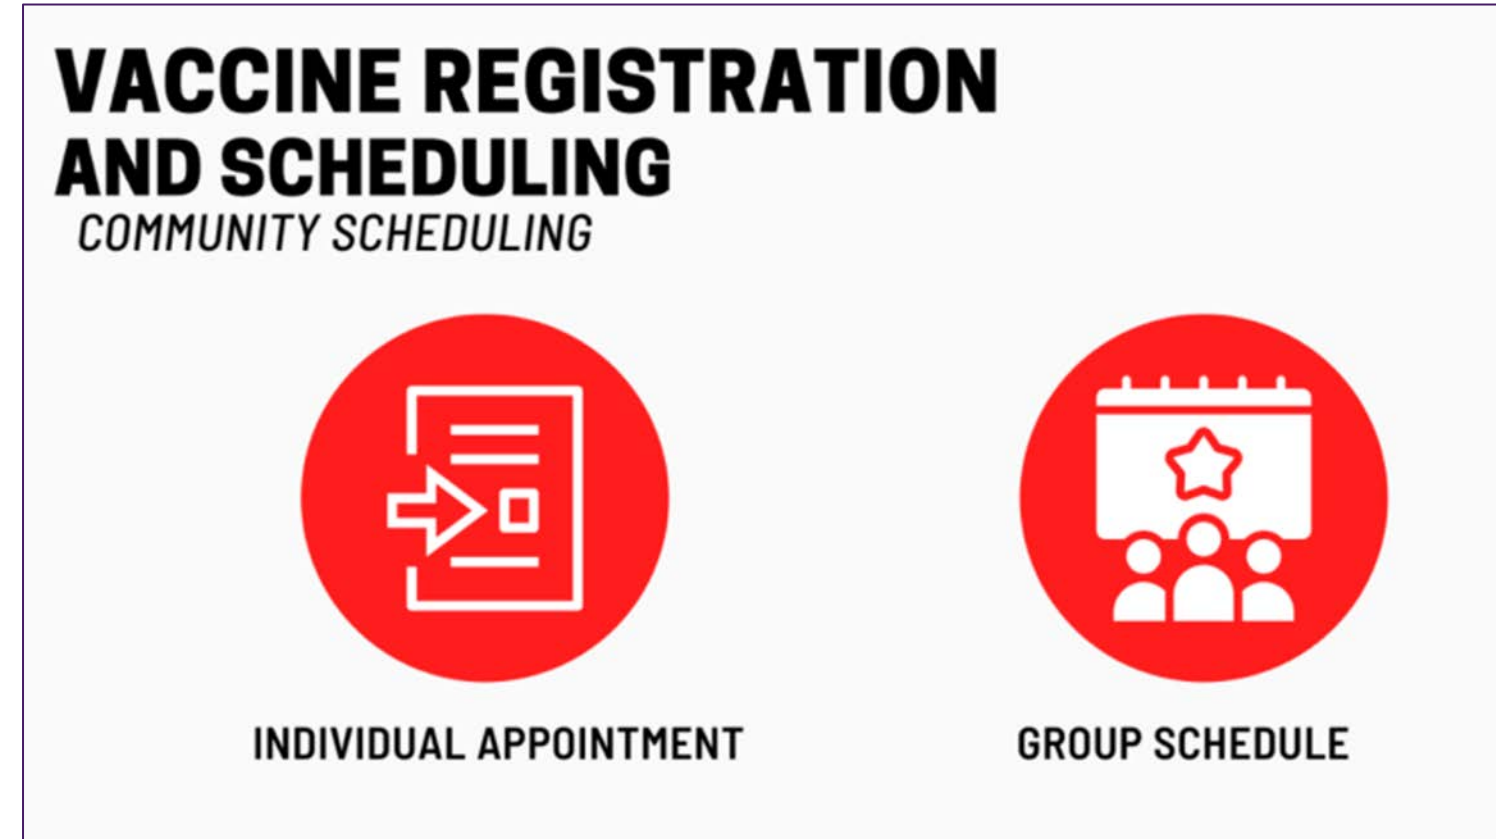 VACCINE REGISTRATION
AND SCHEDULING
COMMUNITY SCHEDULING
INDIVIDUAL APPOINTMENT
GROUP SCHEDULE